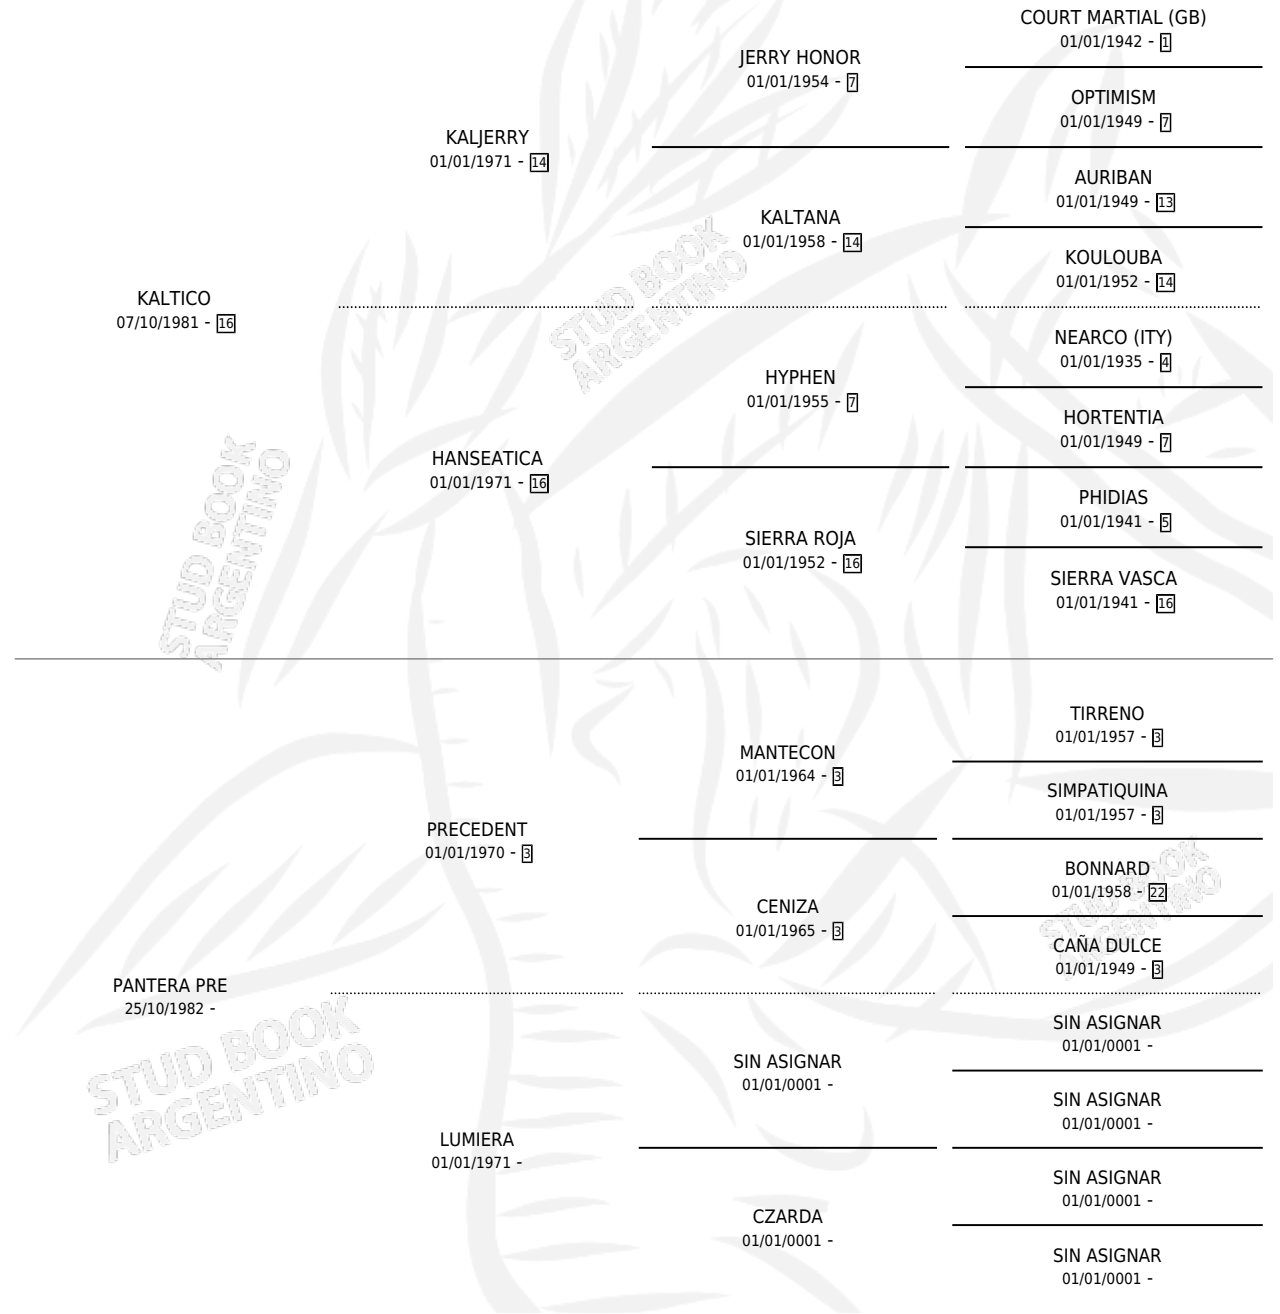 COURT MARTIAL (GB)
01/01/1942 - 1
JERRY HONOR
01/01/1954 - 7
OPTIMISM
01/01/1949 - 7
KALJERRY
01/01/1971 - 14
AURIBAN
01/01/1949 - 13
KALTANA
01/01/1958 - 14
KOULOUBA
01/01/1952 - 14
KALTICO
07/10/1981 - 16
NEARCO (ITY)
01/01/1935 - 4
HYPHEN
01/01/1955 - 7
HORTENTIA
01/01/1949 - 7
HANSEATICA
01/01/1971 - 16
PHIDIAS
01/01/1941 - 5
SIERRA ROJA
01/01/1952 - 16
SIERRA VASCA
01/01/1941 - 16
STUD BOOK
ARGENTINO
STUD BOOK
ARGENTINO
TIRRENO
01/01/1957 - 3
MANTECON
01/01/1964 - 3
SIMPATIQUINA
01/01/1957 - 3
PRECEDENT
01/01/1970 - 3
BONNARD
01/01/1958 - 22
CENIZA
01/01/1965 - 3
CAÑA DULCE
01/01/1949 - 3
STUD BOOK
ARGENTINO
PANTERA PRE
25/10/1982 -
SIN ASIGNAR
01/01/0001 -
SIN ASIGNAR
01/01/0001 -
SIN ASIGNAR
01/01/0001 -
LUMIERA
01/01/1971 -
SIN ASIGNAR
01/01/0001 -
CZARDA
01/01/0001 -
SIN ASIGNAR
01/01/0001 -
STUD BOOK
ARGENTINO